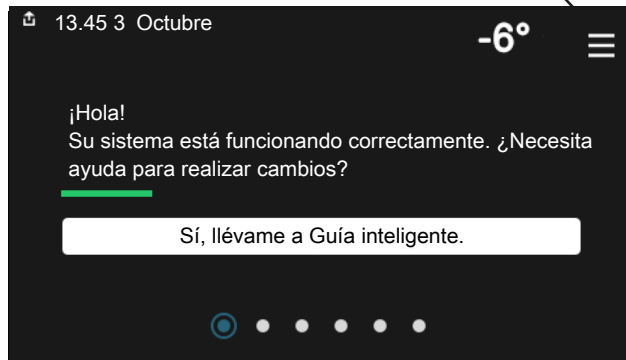 13.45 3 Octubre
-6°
¡Hola!
Su sistema está funcionando correctamente. ¿Necesita
ayuda para realizar cambios?
Sí, llévame a Guía inteligente.